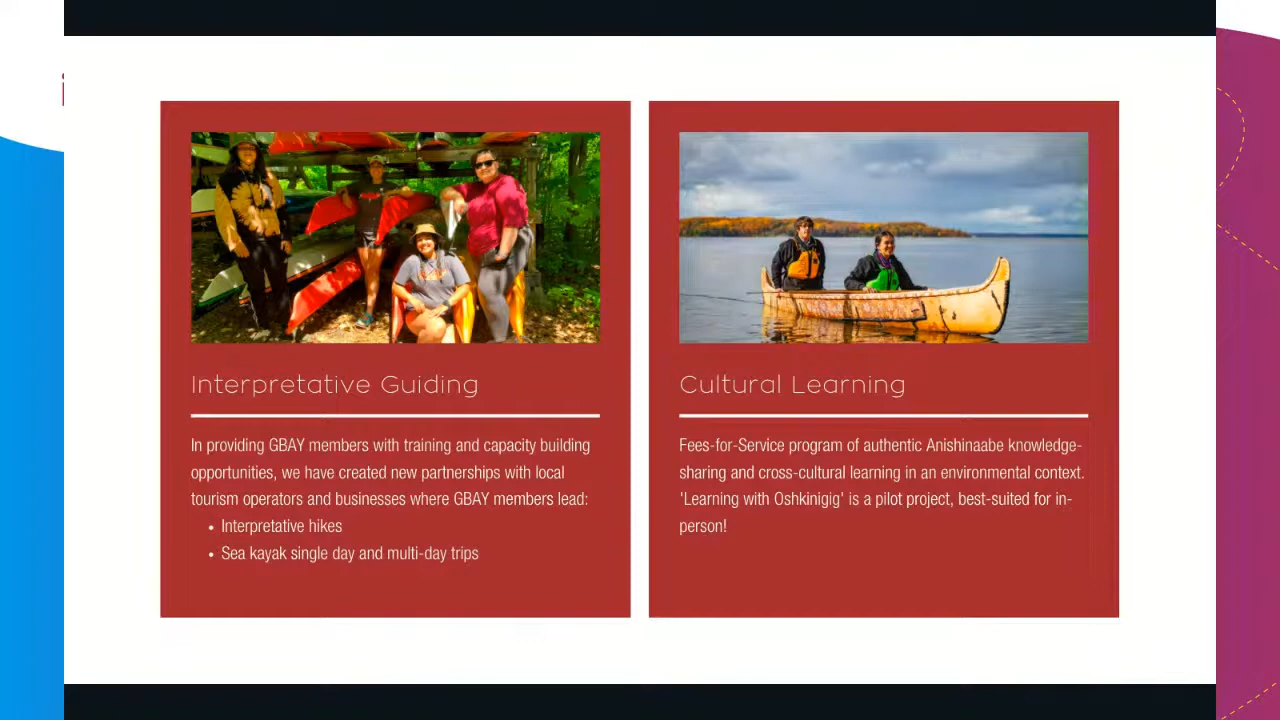 Interpretative Guiding
In providing GBAY members with training and capacity building
opportunities, we have created new partnerships with local
tourism operators and businesses where GBAY members lead:
• Interpretative hikes
• Sea kayak single day and multi-day trips
Cultural Learning
Fees-for-Service program of authentic Anishinaabe knowledge-
sharing and cross-cultural learning in an environmental context.
'Learning with Oshkinigig' is a pilot project, best-suited for in-
person!